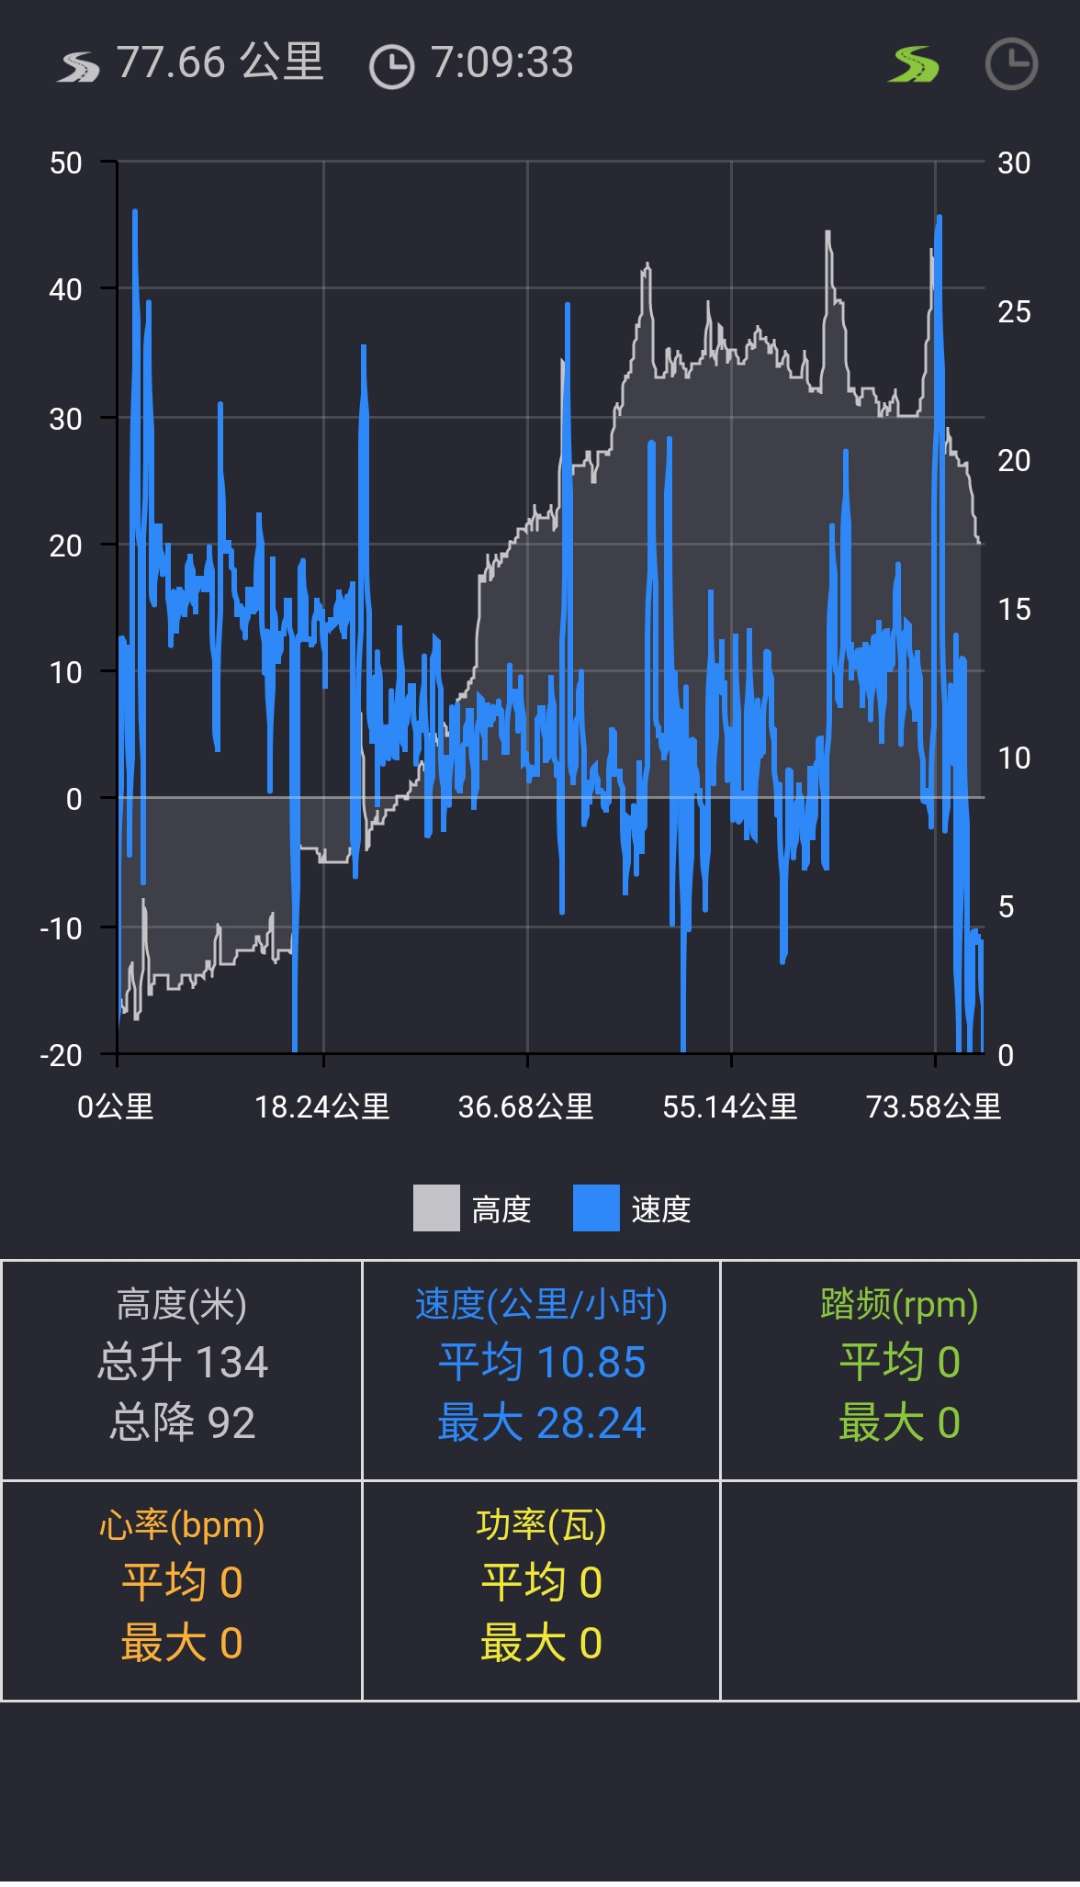 77.66 公里 7:09:33
50 30
40 25
30 20
20 15
10 10
0 5
-10 0
-20
0公里 18.24公里 36.68公里 55.14公里 73.58公里
高度 速度
高度(米)
总升 134
总降 92
速度(公里/小时)
平均 10.85
最大 28.24
踏频(rpm)
平均 0
最大 0
心率(bpm)
平均 0
最大 0
功率(瓦)
平均 0
最大 0